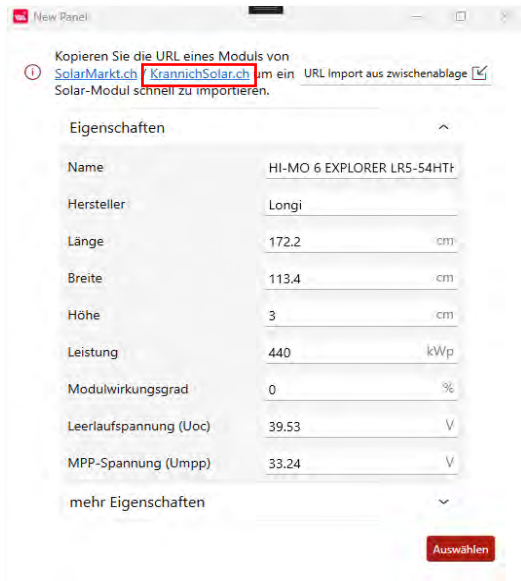 New Panel
Kopieren Sie die URL eines Moduls von
SolarMarkt.ch / KrannichSolar.ch um ein URL Import aus zwischenablage
Solar-Modul schnell zu importieren.
Eigenschaften
Name HI-MO 6 EXPLORER LR5-54HTH
Hersteller Longi
Länge 172.2 cm
Breite 113.4 cm
Höhe 3 cm
Leistung 440 kWp
Modulwirkungsgrad 0 %
Leerlaufspannung (Uoc) 39.53 V
MPP-Spannung (Umpp) 33.24 V
mehr Eigenschaften
Auswählen